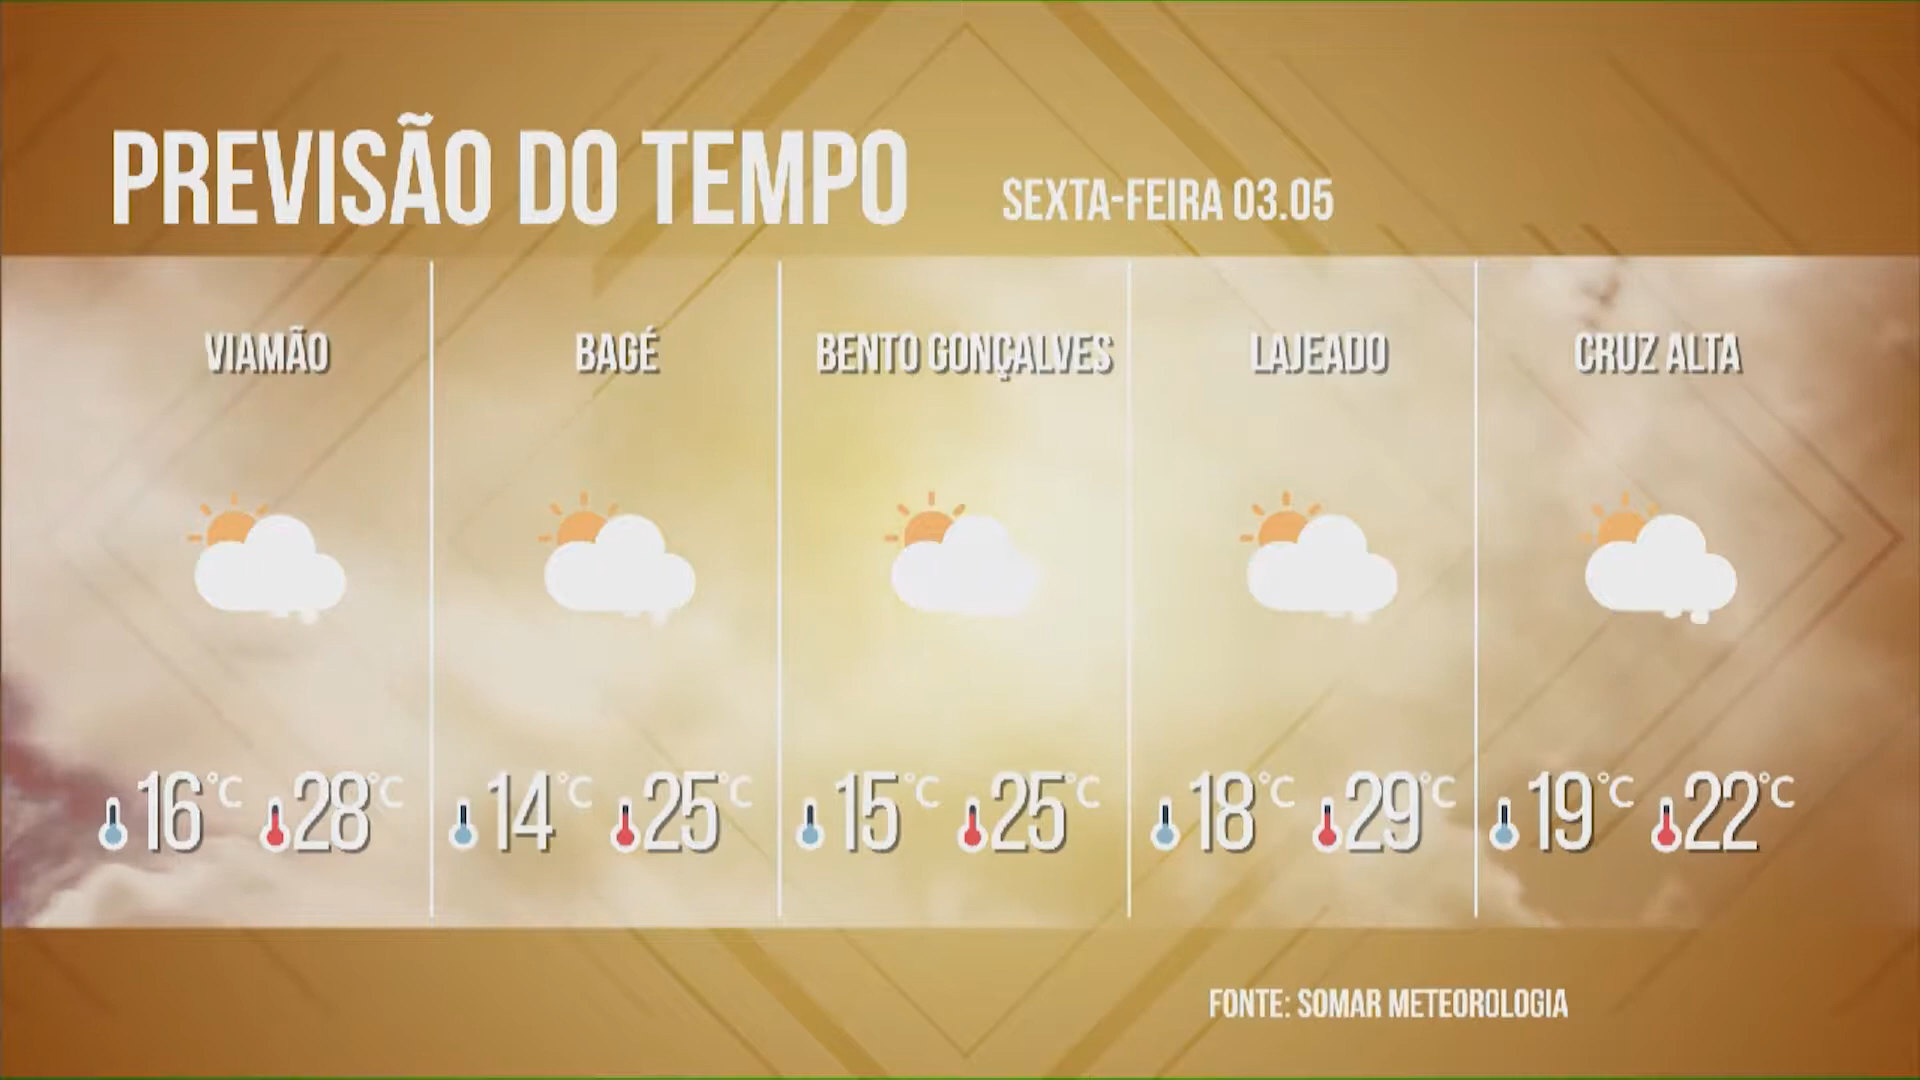 PREVISÃO DO TEMPO
SEXTA-FEIRA 03.05
VIAMÃO
BAGÉ
BENTO GONÇALVES
LAJEADO
CRUZ ALTA
16°C 28°C
14°C 25°C
15°C 25°C
18°C 29°C
19°C 22°C
FONTE: SOMAR METEOROLOGIA